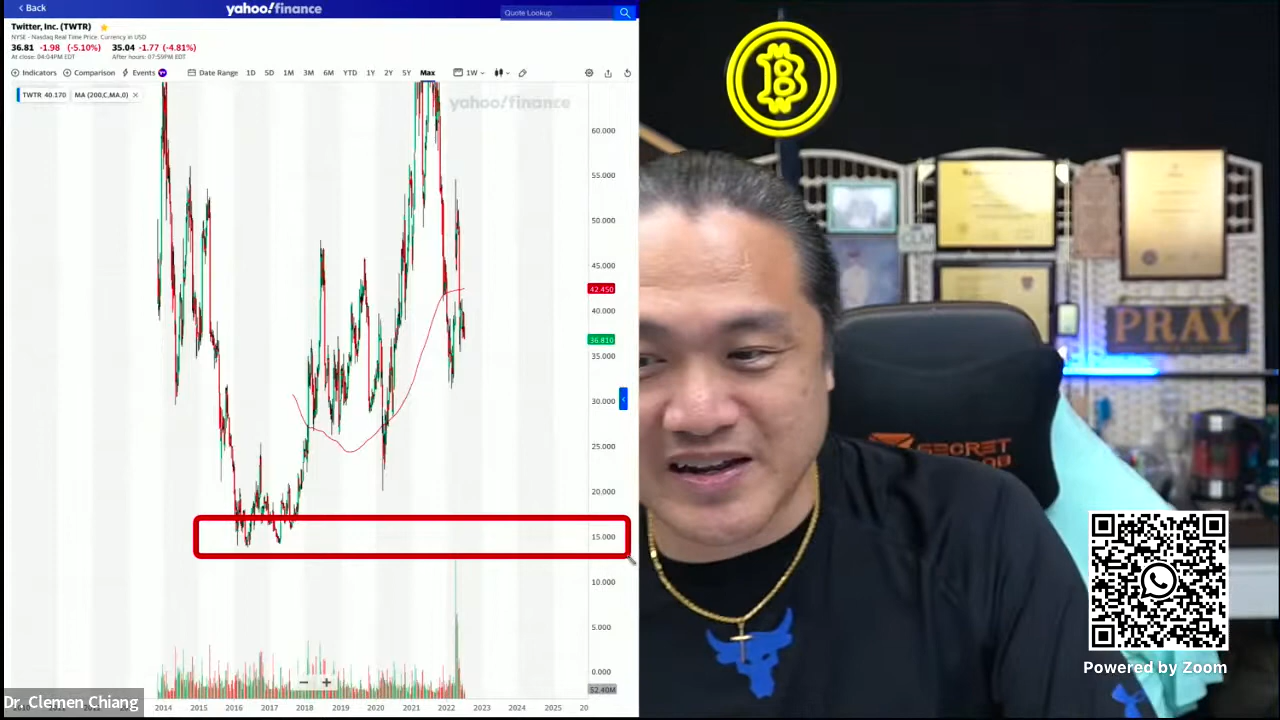 Back
yahoo!finance
Quote Lookup
Twitter, Inc. (TWTR)
NYSE - Nasdaq Real Time Price. Currency in USD
36.81 -1.98 (-5.10%) 35.04 -1.77 (-4.81%)
At close: 04:04PM EDT After hours: 07:59PM EDT
Indicators Comparison Events Date Range 1D 5D 1M 3M 6M YTD 1Y 2Y 5Y Max 1W
TWTR 40.170 MA (200,C,MA,0)
yahoo!finance
60.000
55.000
50.000
45.000
42.450
40.000
36.810
35.000
30.000
25.000
20.000
15.000
10.000
5.000
0.000
52.40M
2014 2015 2016 2017 2018 2019 2020 2021 2022 2023 2024 2025 20
Dr. Clemen Chiang
PRAY
SECRET
Powered by Zoom